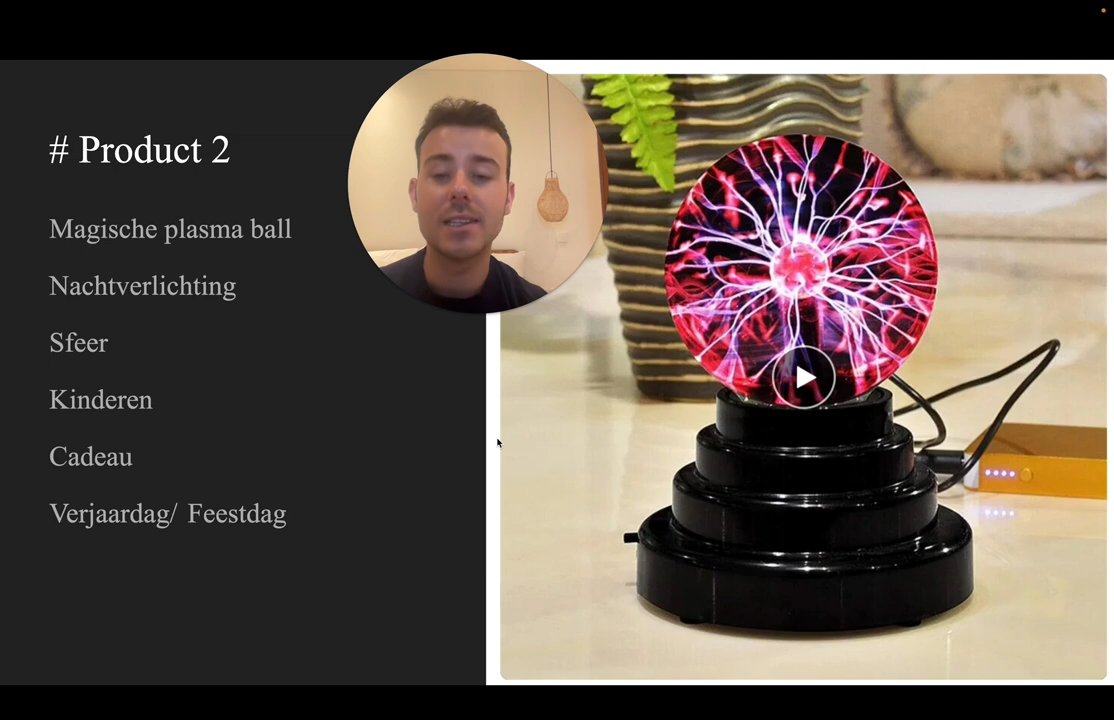 # Product 2
Magische plasma ball
Nachtverlichting
Sfeer
Kinderen
Cadeau
Verjaardag/ Feestdag